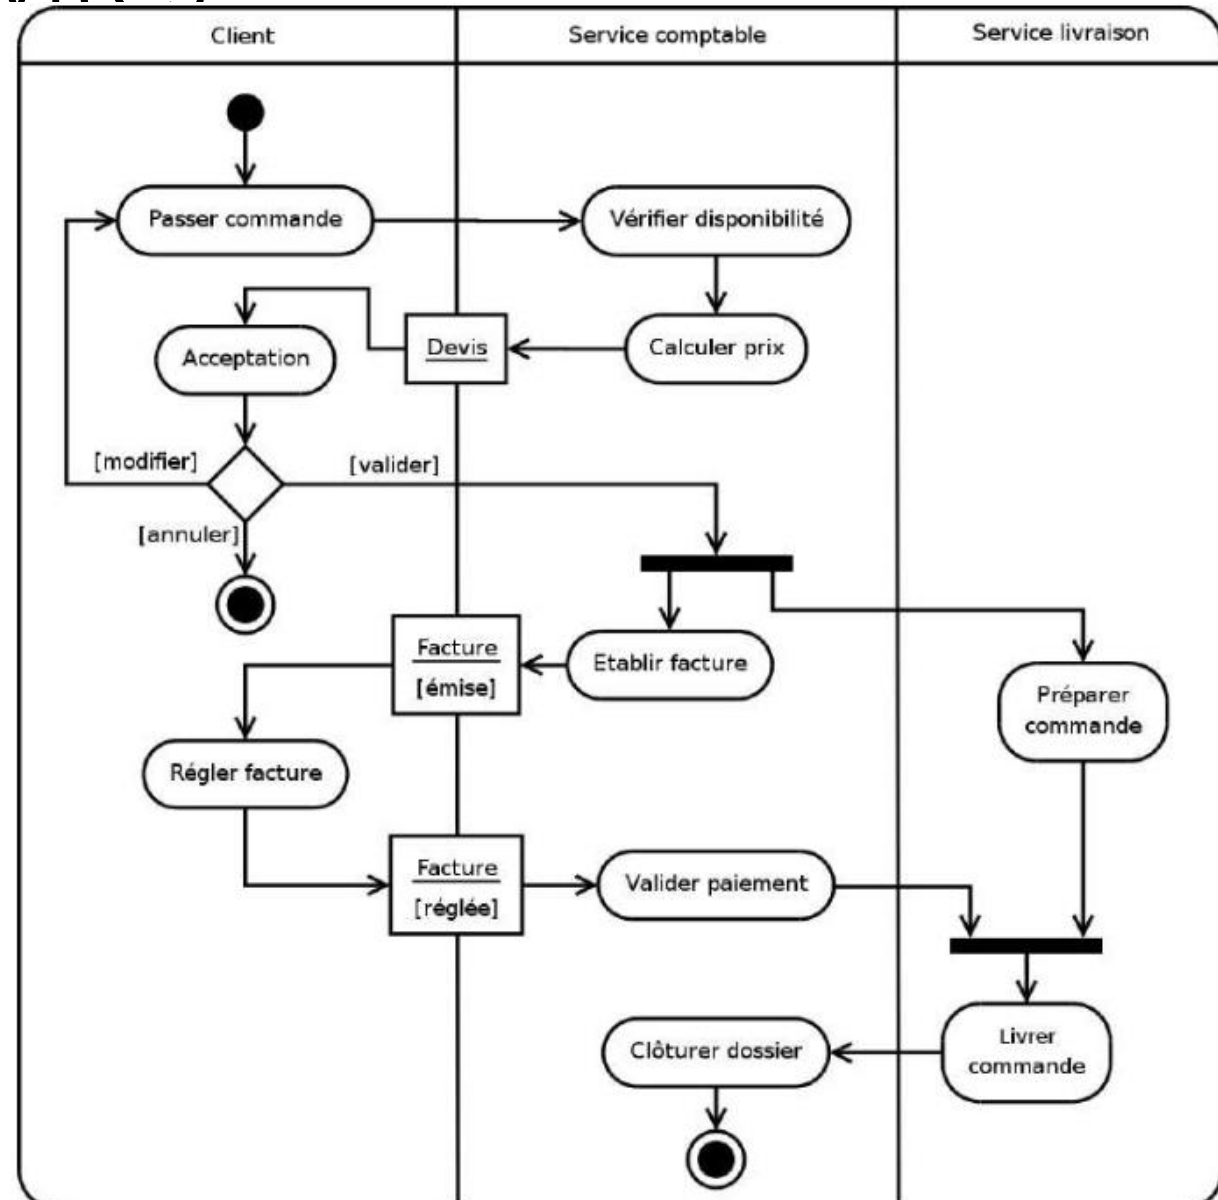 Client
Service comptable
Service livraison
Passer commande
Vérifier disponibilité
Acceptation
Devis
Calculer prix
[modifier]
[valider]
[annuler]
Facture
[émise]
Etablir facture
Préparer
commande
Régler facture
Facture
[réglée]
Valider paiement
Clôturer dossier
Livrer
commande